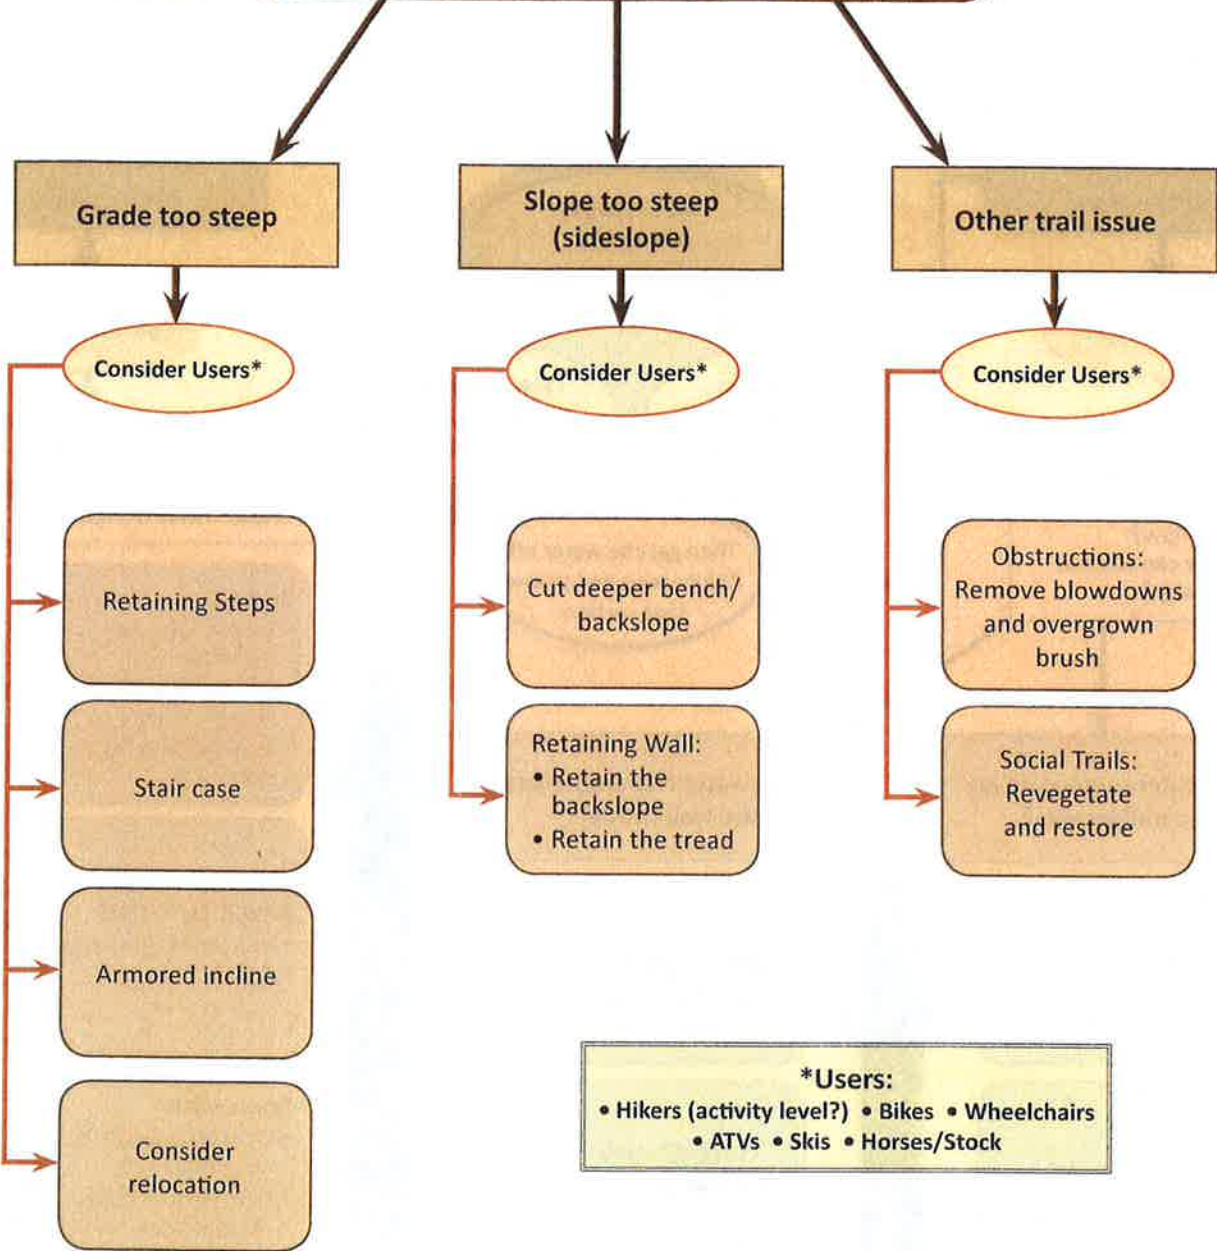 Grade too steep
Slope too steep
(sideslope)
Other trail issue
Consider Users*
Consider Users*
Consider Users*
Retaining Steps
Stair case
Armored incline
Consider
relocation
Cut deeper bench/
backslope
Retaining Wall:
• Retain the
backslope
• Retain the tread
Obstructions:
Remove blowdowns
and overgrown
brush
Social Trails:
Revegetate
and restore
*Users:
• Hikers (activity level?) • Bikes • Wheelchairs
• ATVs • Skis • Horses/Stock